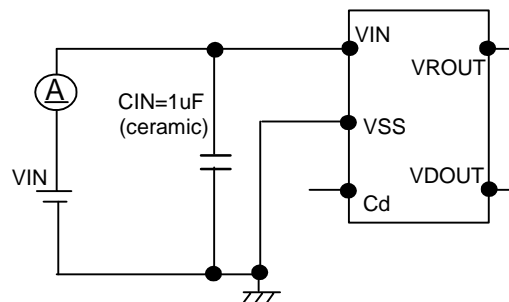 VIN
VROUT
A
CIN=1uF
(ceramic)
VSS
VIN
VDOUT
Cd